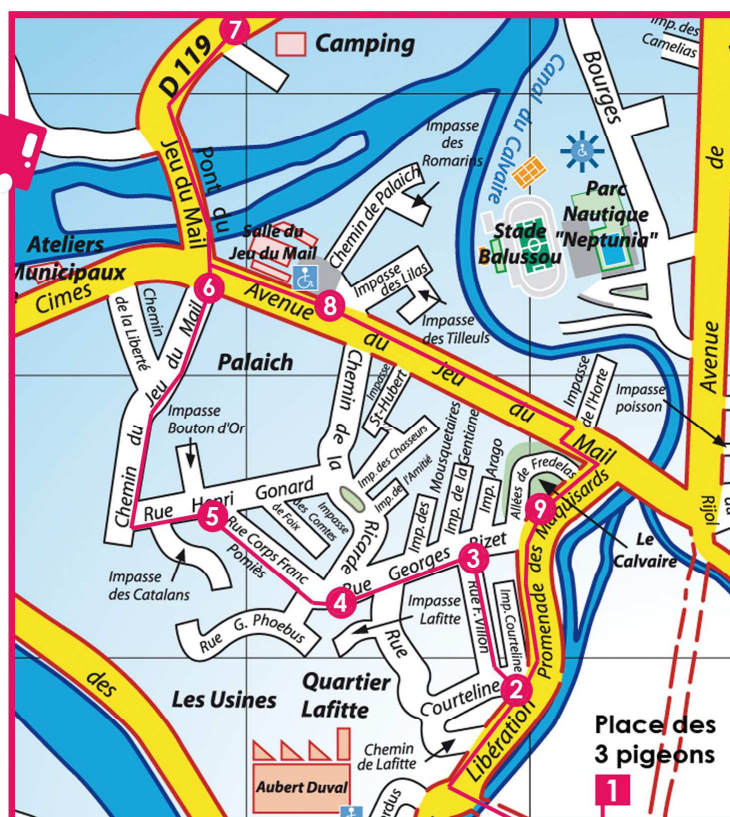 7
D 119
Camping
Imp. des
Camelias
Bourges
Canal du Calvaire
Avenue
de
Jeu du Mail
Pont du
Impasse
des
Romarins
Chemin de Palaich
Parc
Nautique
"Neptunia"
Stade
Balussou
Salle du
Jeu du Mail
Ateliers
Municipaux
Cimes
6
Impasse
des Lilas
8
Avenue du Jeu du Mail
Impasse
des Tilleuls
Chemin
de la Liberté
Chemin du Jeu du Mail
Palaich
Impasse
St-Hubert
Impasse
de l'Horte
Impasse
poisson
Impasse
Bouton d'Or
Chemin de la
Ricarde
Imp. des Chasseurs
Imp. de l'Amitié
Imp. des
Mousquetaires
Imp. de la
Gentione
Imp. Arago
Allées de Fredelas
Rue Henri Gonard
5
Impasse
des Comtes
de Foix
9
Promenade des Maquisards
Riol
Rue Corps Franc
Pomiès
Rue Georges Bizet
3
Le
Calvaire
Impasse
des Catalans
4
Rue G. Phoebus
Impasse
Lafitte
Rue
Rue F. Villon
Imp. Courteline
2
Courteline
des
Les Usines
Quartier
Lafitte
Libération
Chemin
de Lafitte
Place des
3 pigeons
1
Aubert Duval